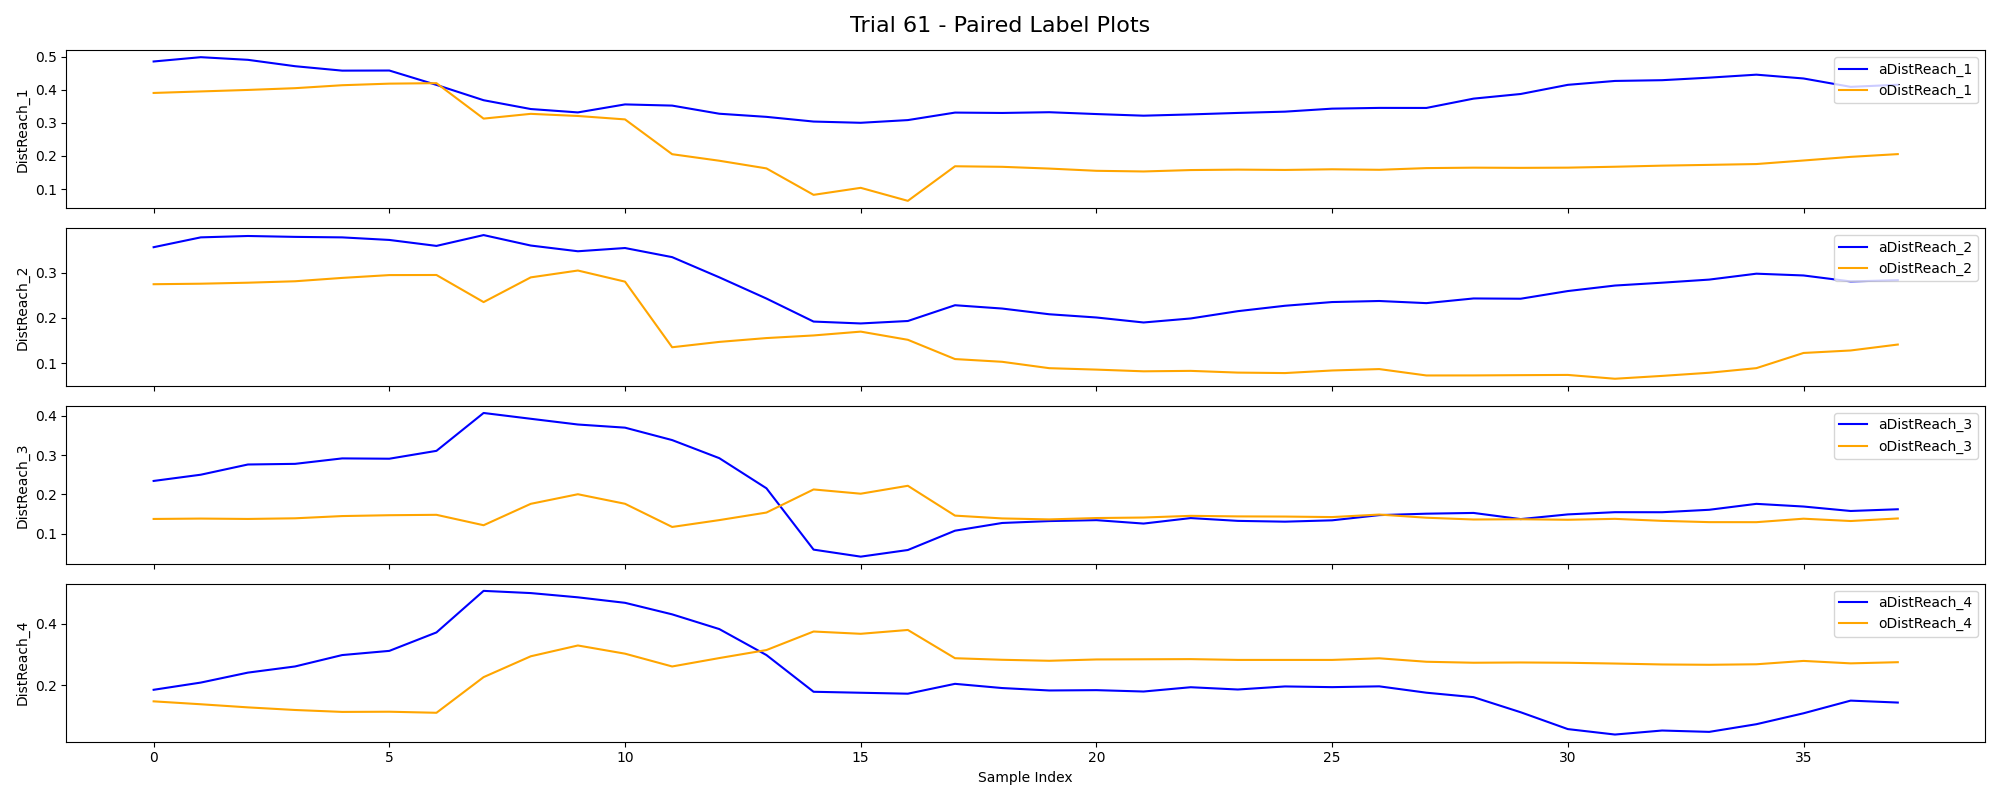 Trial 61 - Paired Label Plots
DistReach_1
0.5
0.4
0.3
0.2
0.1
aDistReach_1
oDistReach_1
DistReach_2
0.3
0.2
0.1
aDistReach_2
oDistReach_2
DistReach_3
0.4
0.3
0.2
0.1
aDistReach_3
oDistReach_3
DistReach_4
0.4
0.2
aDistReach_4
oDistReach_4
0 5 10 15 20 25 30 35
Sample Index